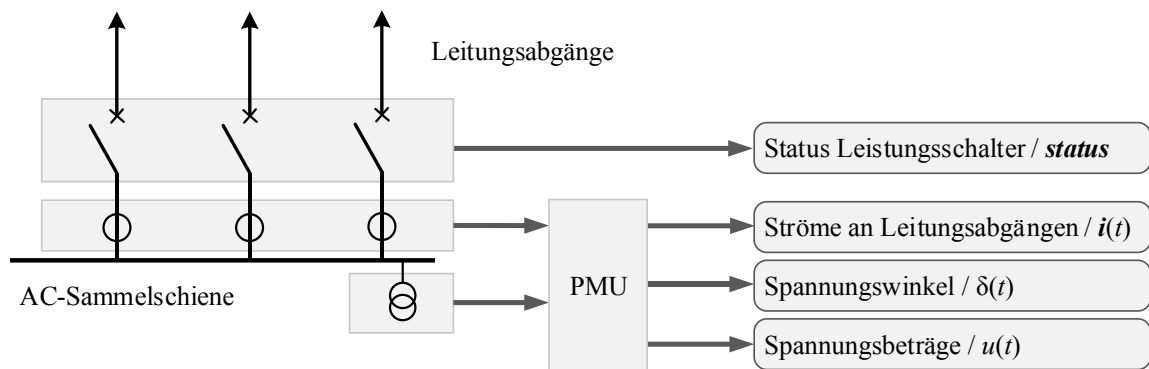 Leitungsabgänge
Status Leistungsschalter / status
Ströme an Leitungsabgängen / i(t)
AC-Sammelschiene
PMU
Spannungswinkel / δ(t)
Spannungsbeträge / u(t)